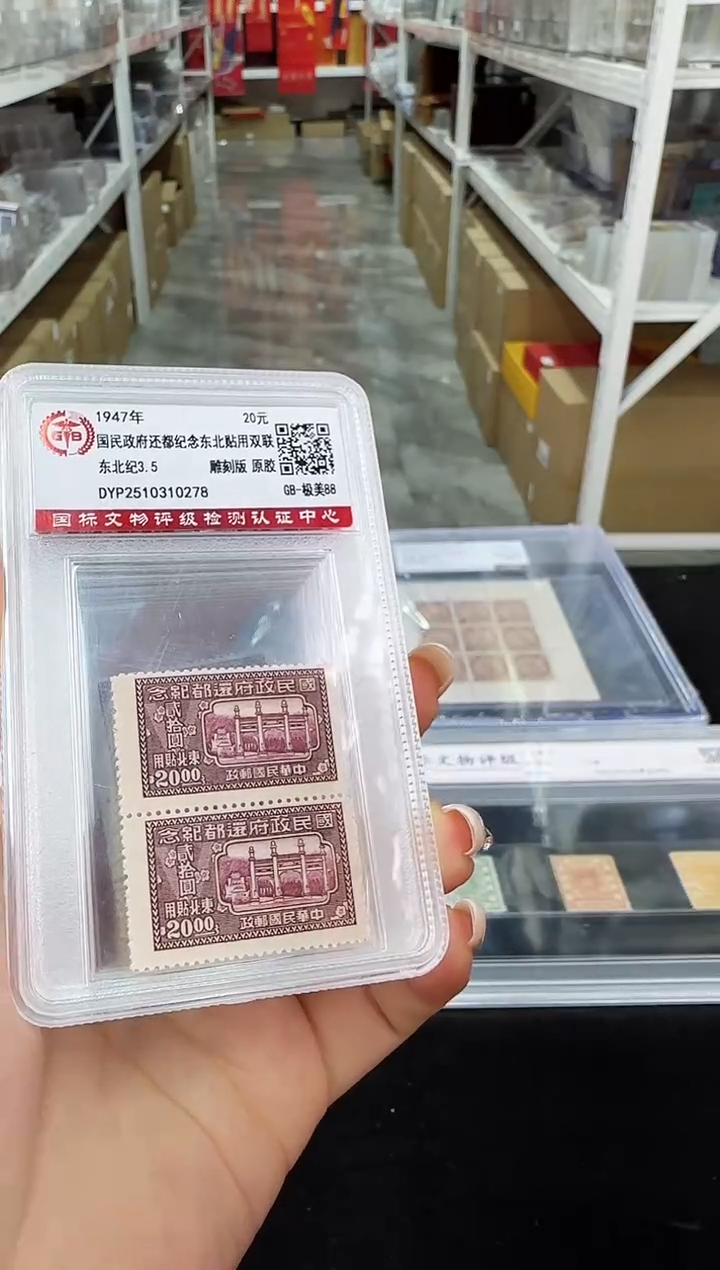 1947年 20元
国民政府还都纪念东北贴用双联
东北纪3.5 雕刻版 原胶
DYP2510310278 GB-极美88
GB
国标文物评级检测认证中心
國民政府還都紀念
貳拾圓
東北貼用
2000
中華民國郵政
國民政府還都紀念
貳拾圓
東北貼用
2000
中華民國郵政
文物评级